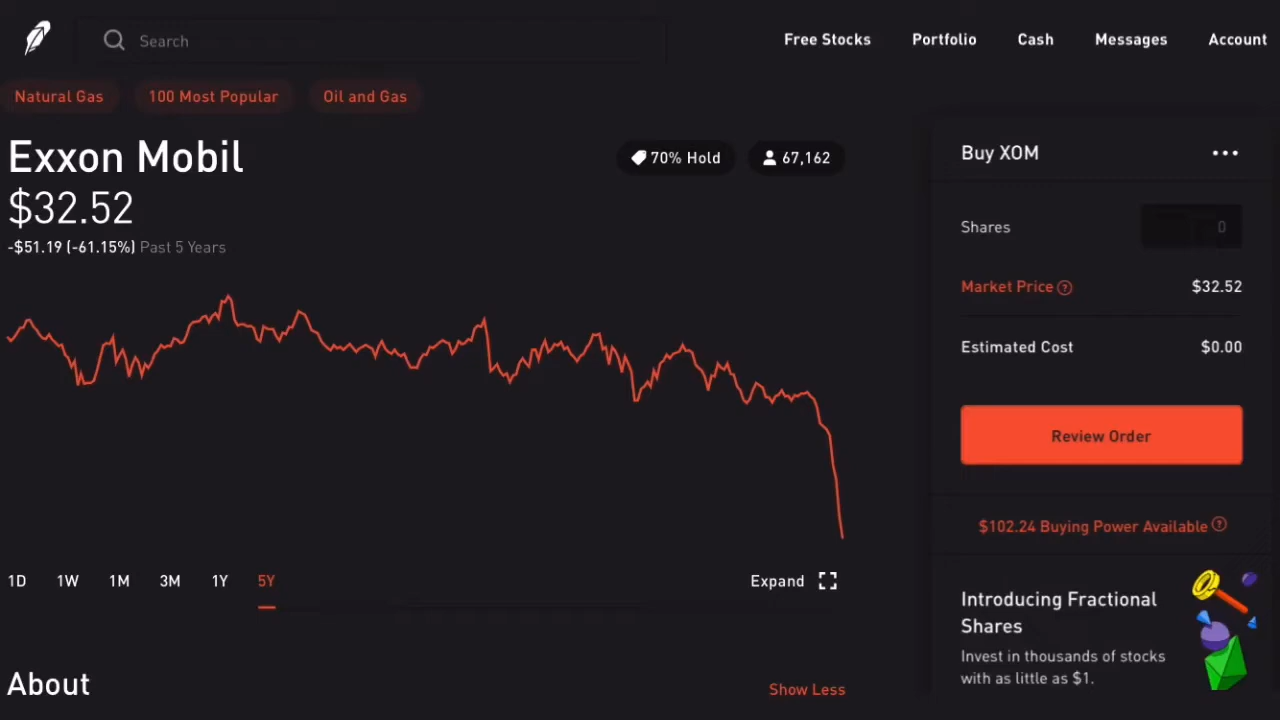 Search
Free Stocks Portfolio Cash Messages Account
Natural Gas 100 Most Popular Oil and Gas
Exxon Mobil
70% Hold 67,162
$32.52
-$51.19 (-61.15%) Past 5 Years
1D 1W 1M 3M 1Y 5Y
Expand
About
Show Less
Buy XOM
Shares 0
Market Price ? $32.52
Estimated Cost $0.00
Review Order
$102.24 Buying Power Available ?
Introducing Fractional
Shares
Invest in thousands of stocks
with as little as $1.